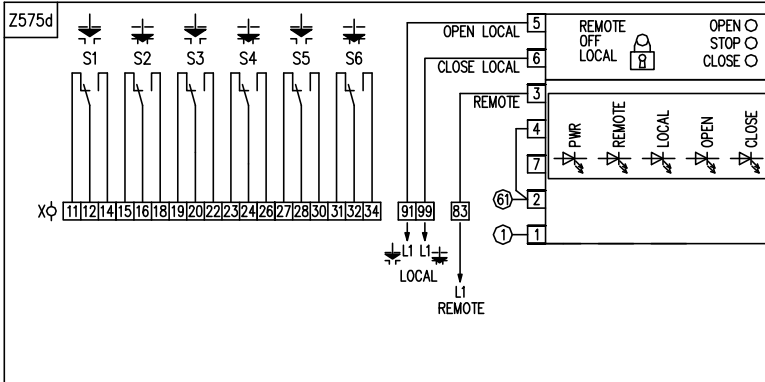 Z575d
S1 S2 S3 S4 S5 S6
OPEN LOCAL 5
CLOSE LOCAL 6
REMOTE 3
4
7
61 2
1 1
REMOTE
OFF
LOCAL
OPEN
STOP
CLOSE
PWR
REMOTE
LOCAL
OPEN
CLOSE
X 11 12 14 15 16 18 19 20 22 23 24 26 27 28 30 31 32 34 91 99 83
L1 L1
LOCAL
L1
REMOTE